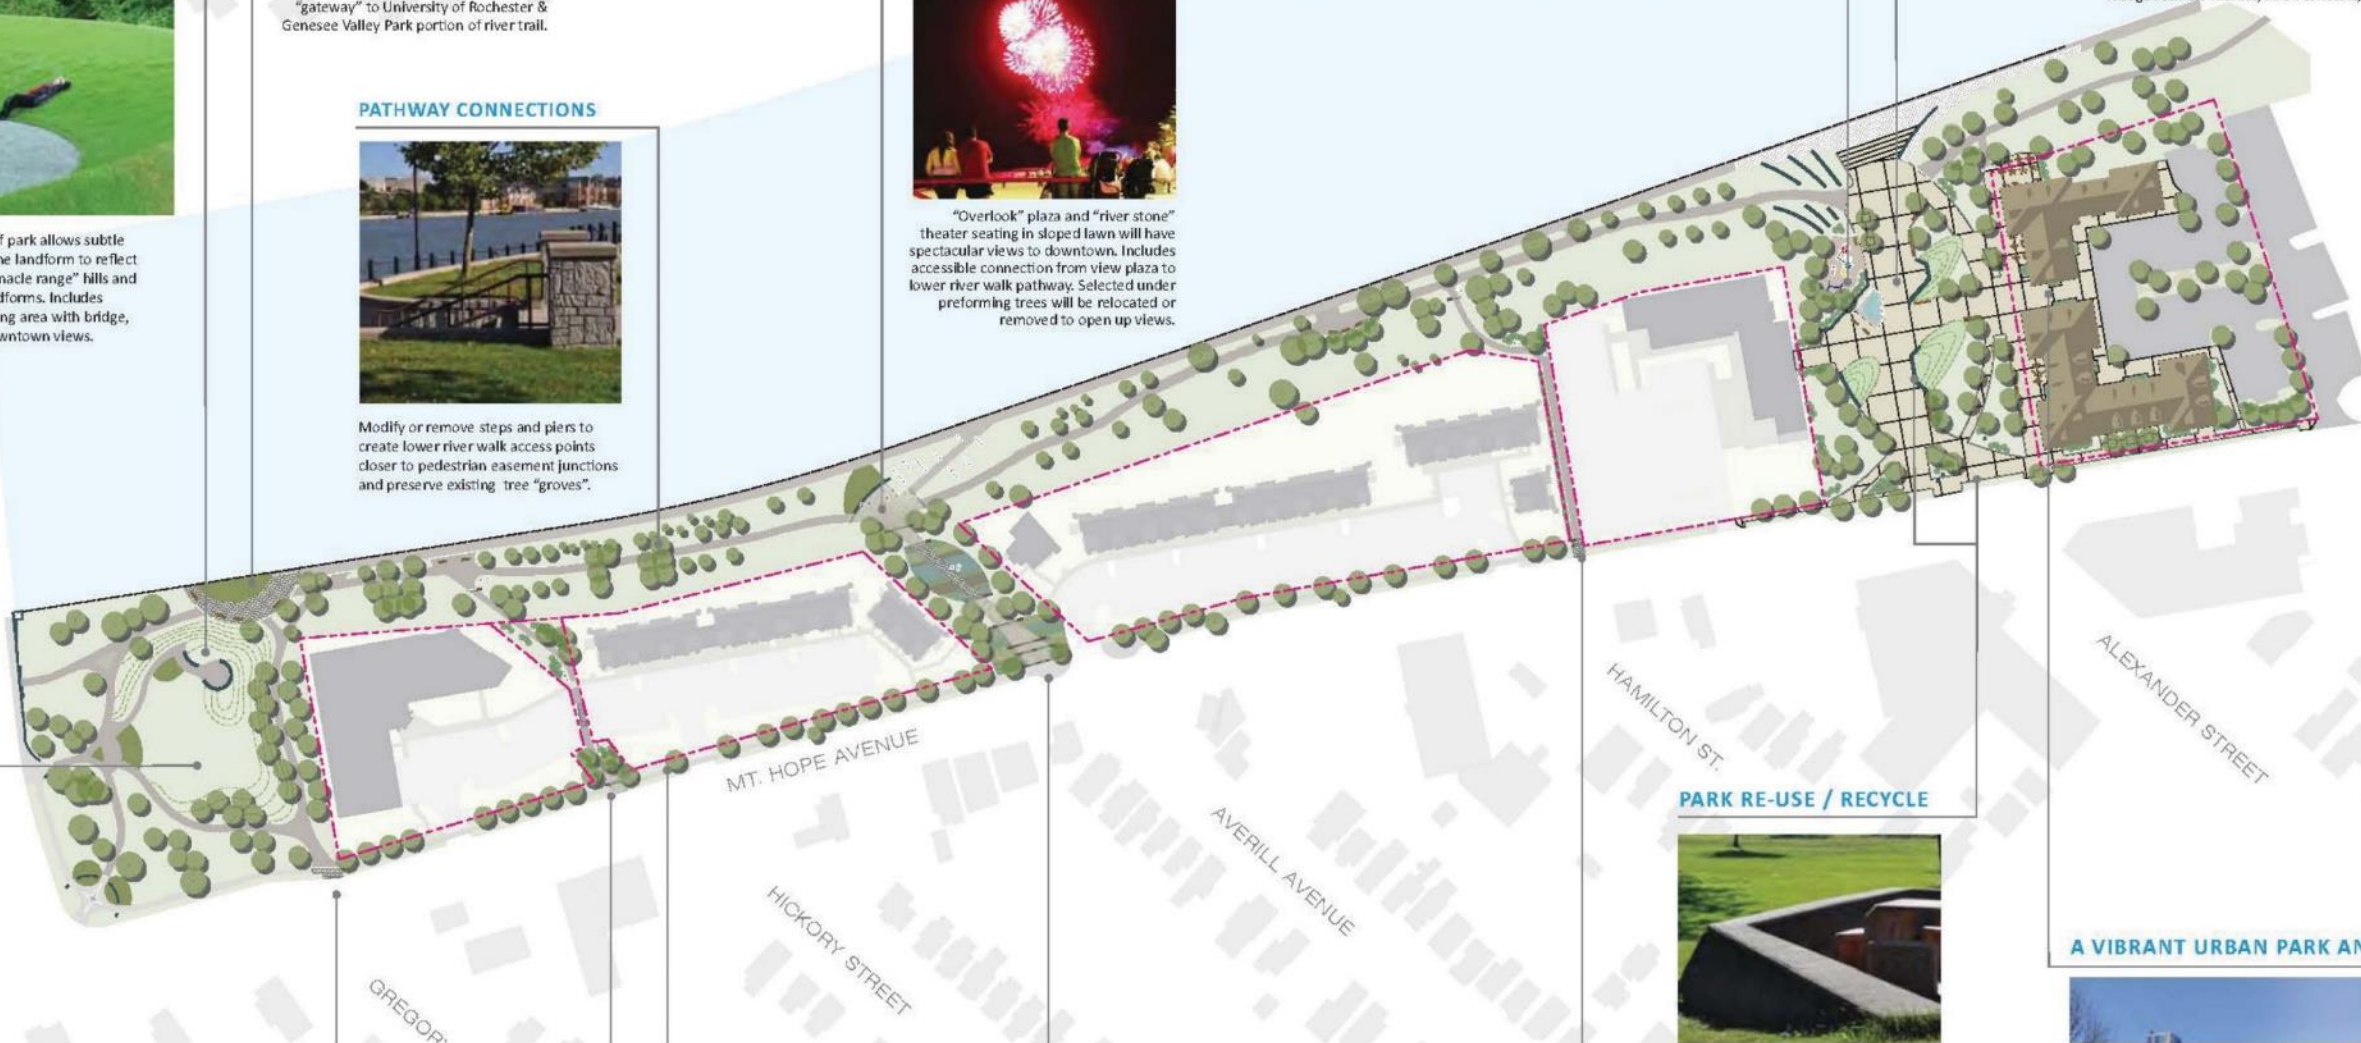 "gateway" to University of Rochester &
Genesee Valley Park portion of river trail.
PATHWAY CONNECTIONS
Modify or remove steps and piers to
create lower river walk access points
closer to pedestrian easement junctions
and preserve existing tree "groves".
f park allows subtle
ne landform to reflect
nacle range" hills and
dforms. Includes
ng area with bridge,
wntown views.
"Overlook" plaza and "river stone"
theater seating in sloped lawn will have
spectacular views to downtown. Includes
accessible connection from view plaza to
lower river walk pathway. Selected under
preforming trees will be relocated or
removed to open up views.
MT. HOPE AVENUE
HAMILTON ST.
ALEXANDER STREET
AVERILL AVENUE
HICKORY STREET
GREGORY
PARK RE-USE / RECYCLE
A VIBRANT URBAN PARK AN